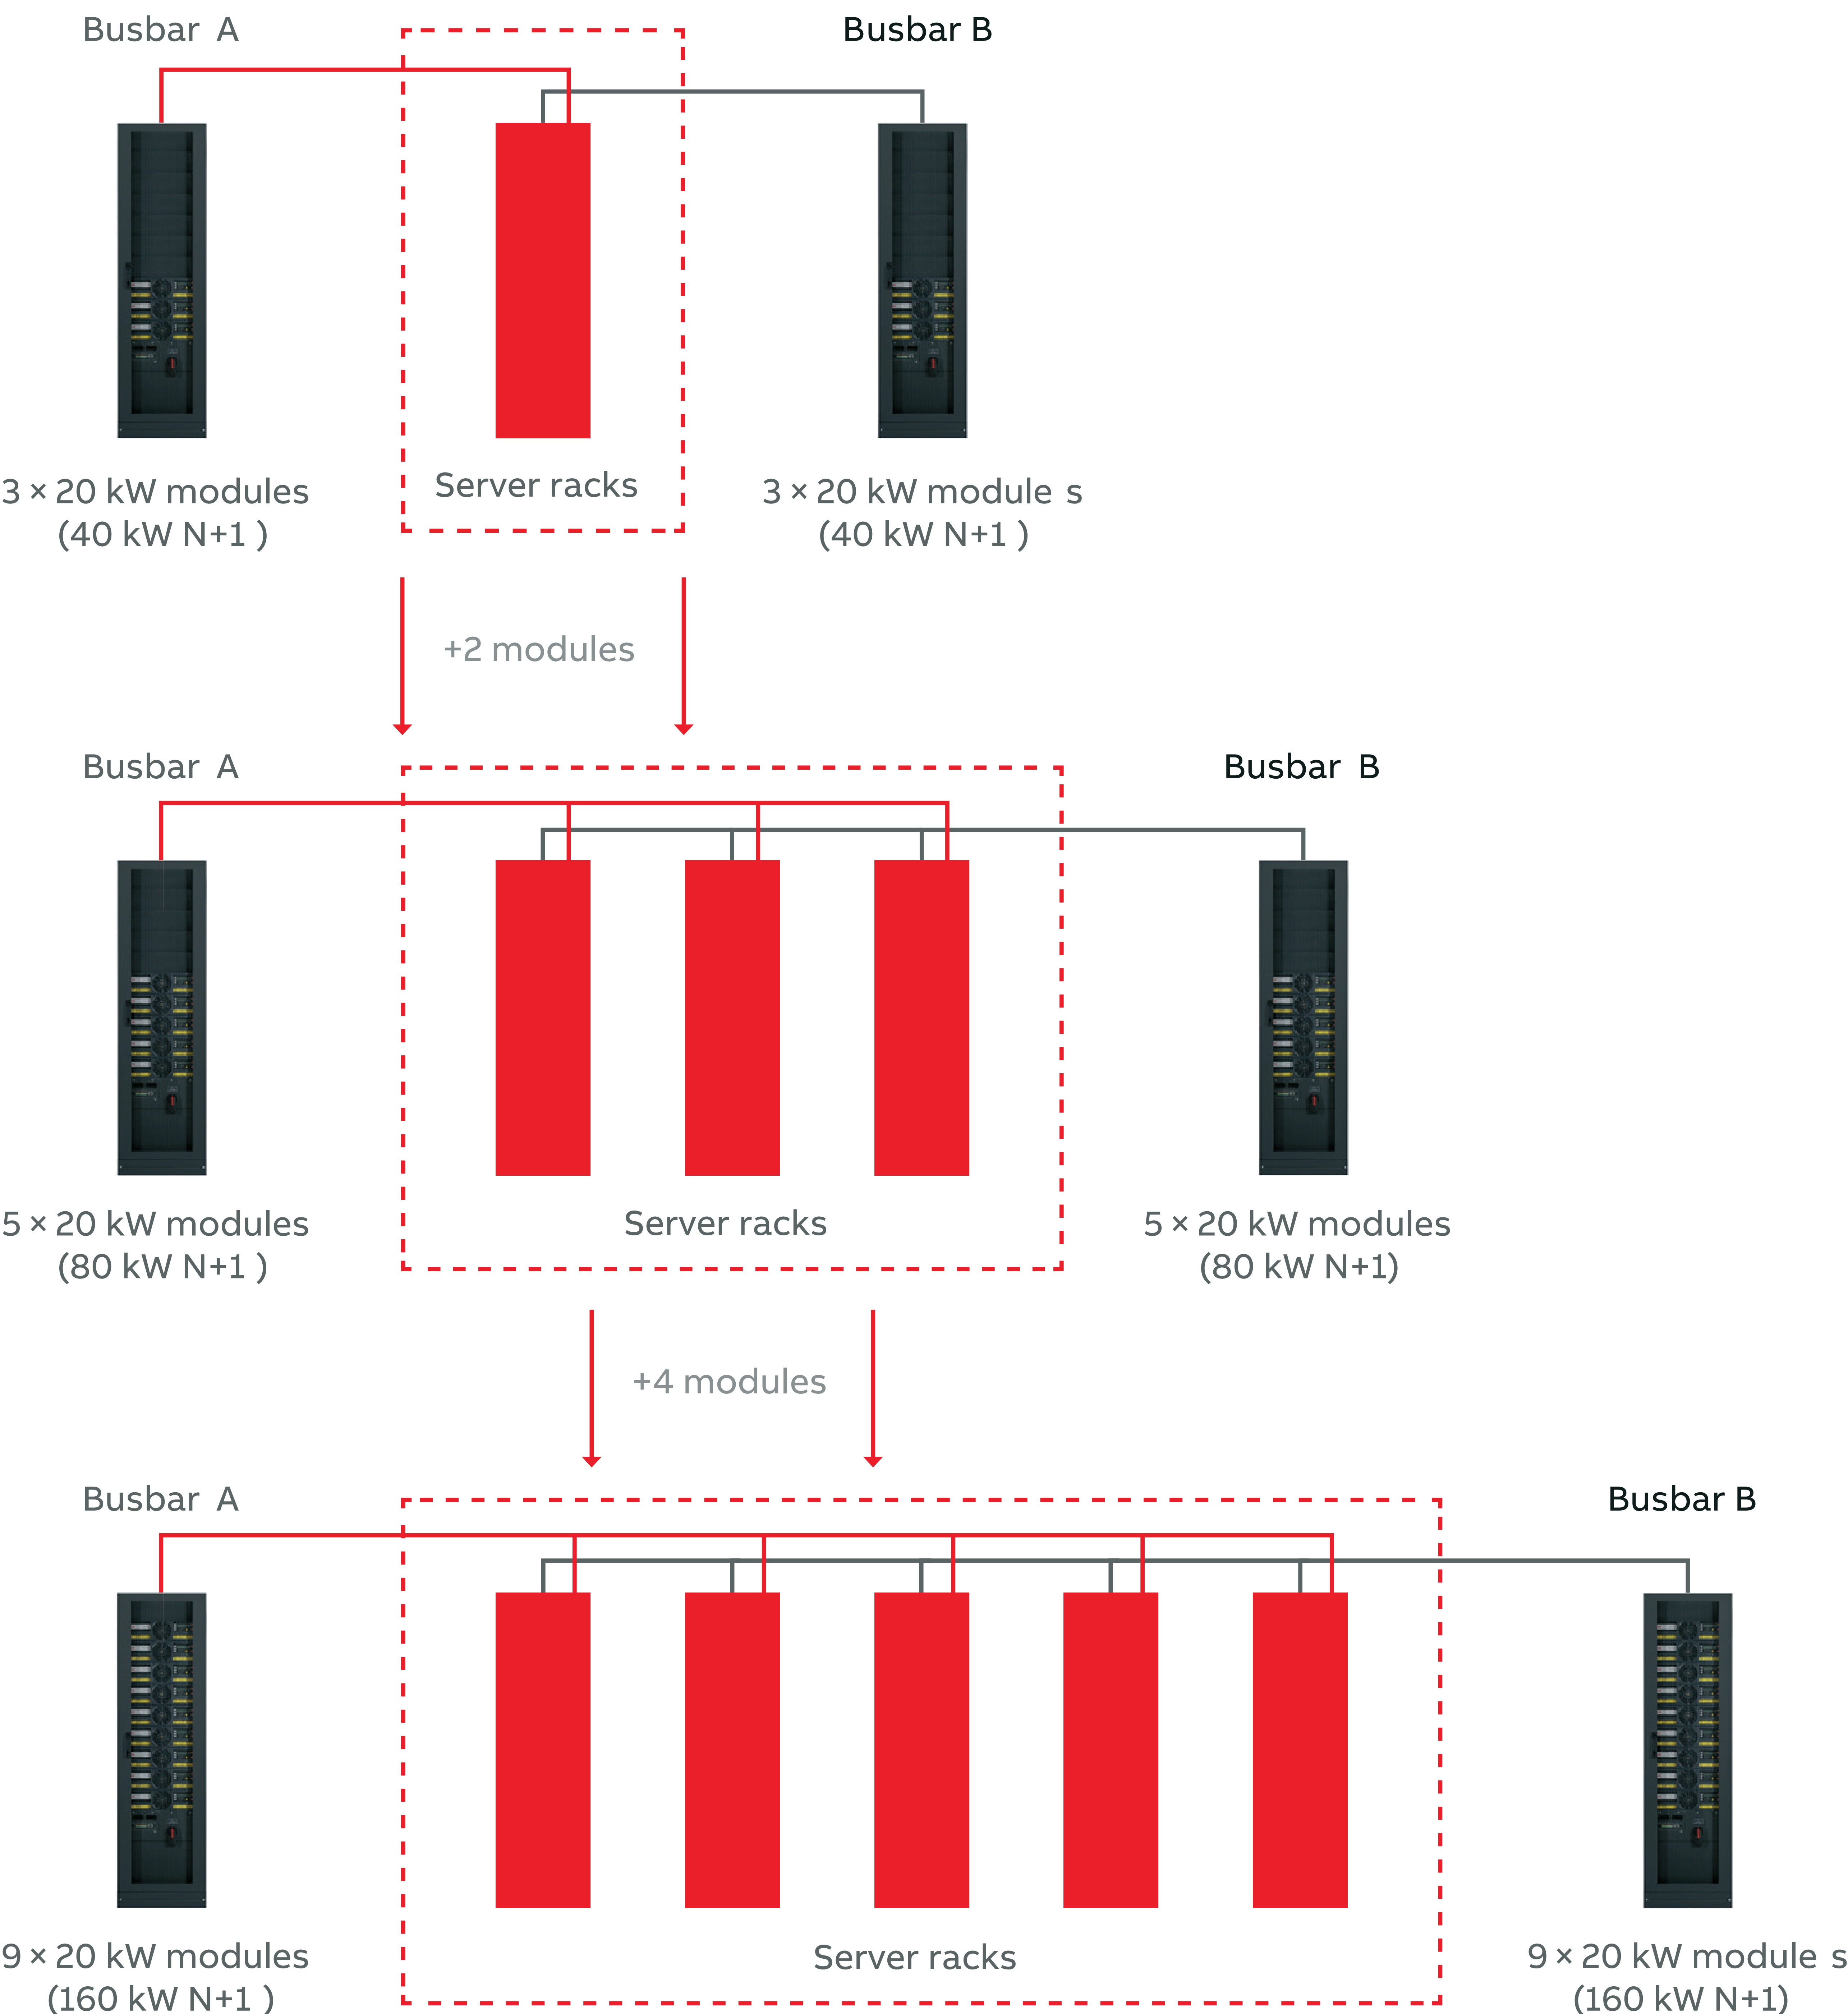 Busbar A
Busbar B
3 × 20 kW modules
(40 kW N+1 )
Server racks
3 × 20 kW module s
(40 kW N+1 )
+2 modules
Busbar A
Busbar B
5 × 20 kW modules
(80 kW N+1 )
Server racks
5 × 20 kW modules
(80 kW N+1)
+4 modules
Busbar A
Busbar B
9 × 20 kW modules
(160 kW N+1 )
Server racks
9 × 20 kW module s
(160 kW N+1)